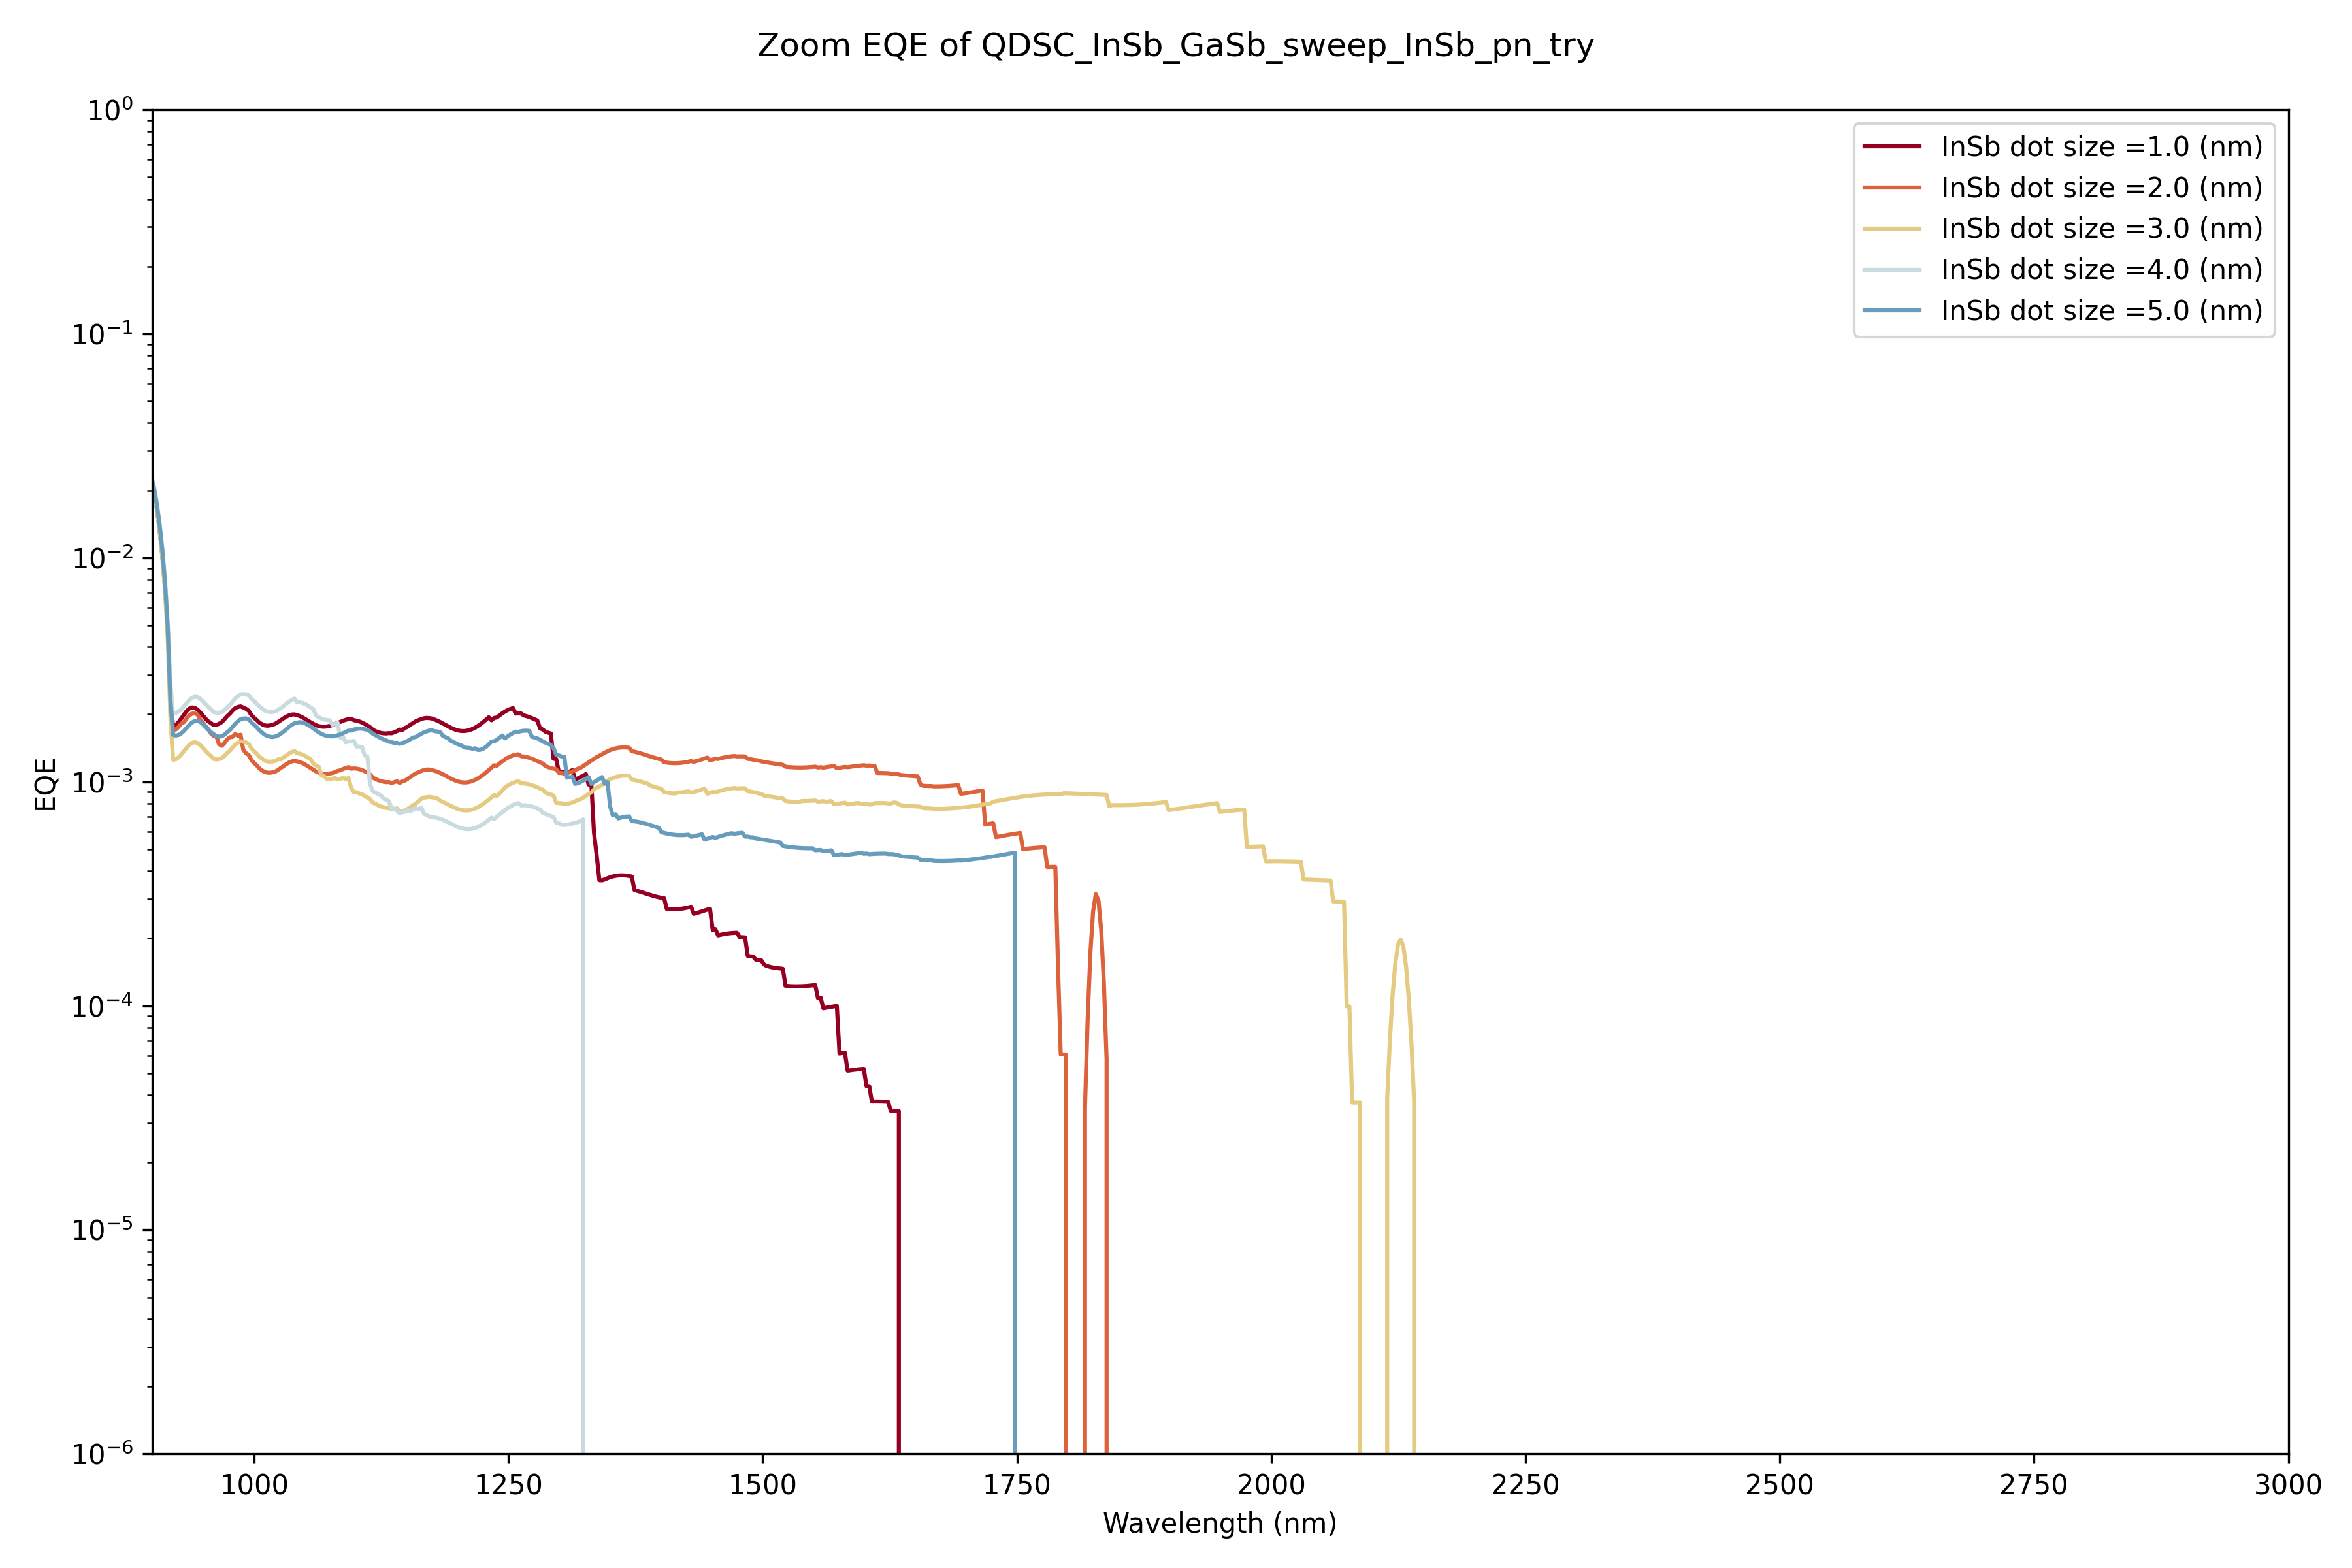 Zoom EQE of QDSC_InSb_GaSb_sweep_InSb_pn_try
10⁰
10⁻¹
10⁻²
10⁻³
10⁻⁴
10⁻⁵
10⁻⁶
EQE
InSb dot size =1.0 (nm)
InSb dot size =2.0 (nm)
InSb dot size =3.0 (nm)
InSb dot size =4.0 (nm)
InSb dot size =5.0 (nm)
1000 1250 1500 1750 2000 2250 2500 2750 3000
Wavelength (nm)